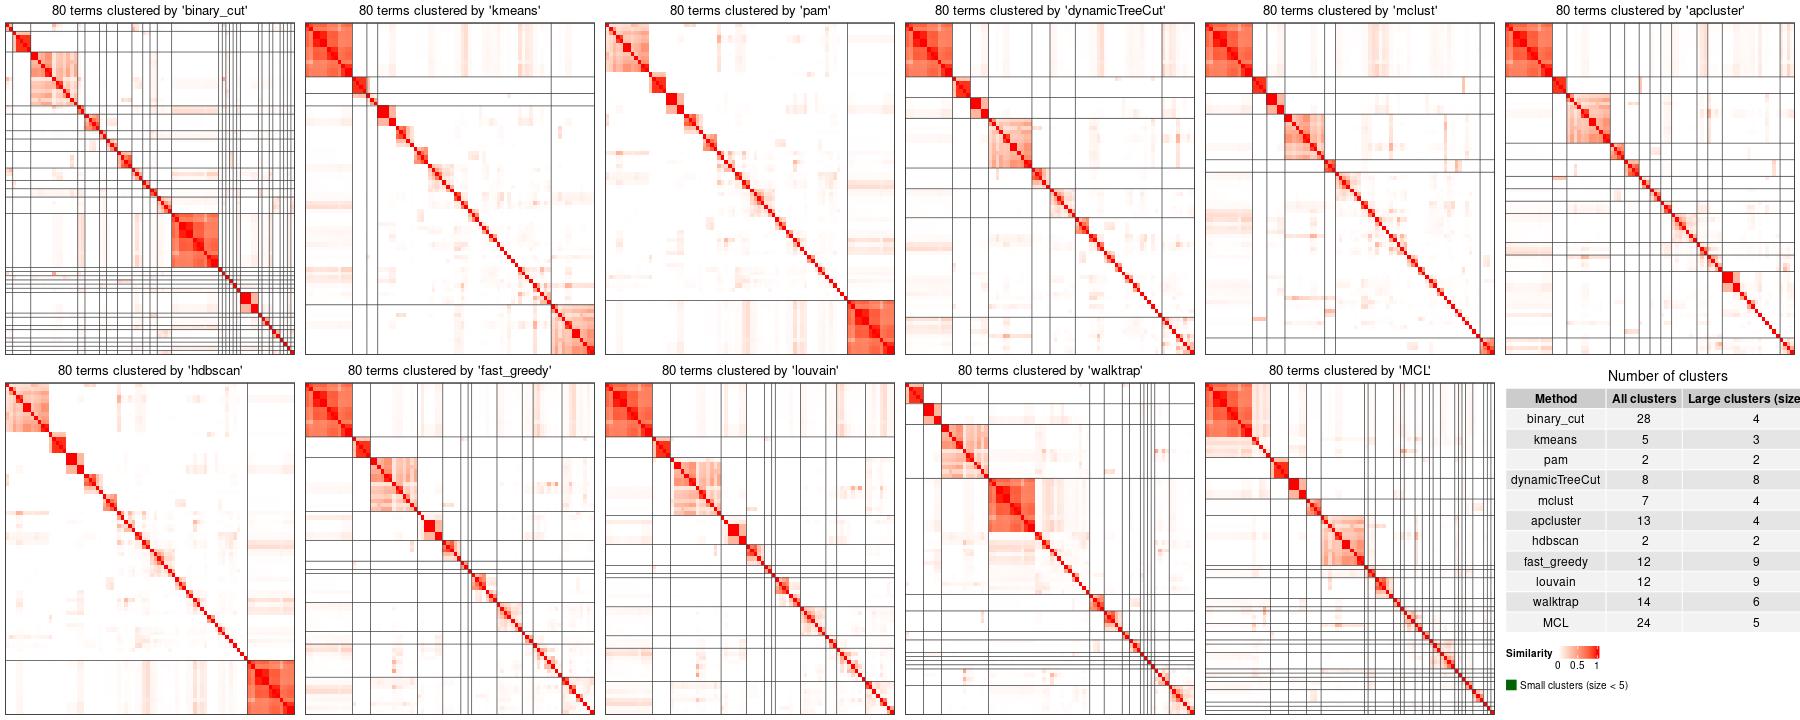 80 terms clustered by 'binary_cut'
80 terms clustered by 'kmeans'
80 terms clustered by 'pam'
80 terms clustered by 'dynamicTreeCut'
80 terms clustered by 'mclust'
80 terms clustered by 'apcluster'
80 terms clustered by 'hdbscan'
80 terms clustered by 'fast_greedy'
80 terms clustered by 'louvain'
80 terms clustered by 'walktrap'
80 terms clustered by 'MCL'
Number of clusters
Method All clusters Large clusters (size
binary_cut 28 4
kmeans 5 3
pam 2 2
dynamicTreeCut 8 8
mclust 7 4
apcluster 13 4
hdbscan 2 2
fast_greedy 12 9
louvain 12 9
walktrap 14 6
MCL 24 5
Similarity
0 0.5 1
Small clusters (size < 5)